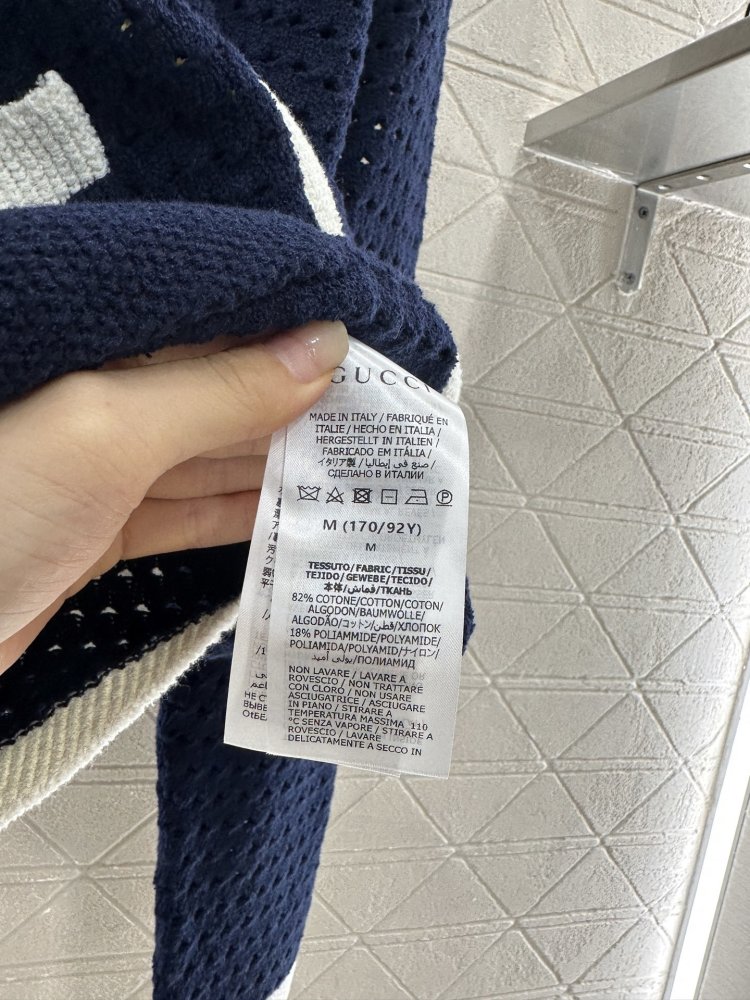 GUCCI
MADE IN ITALY / FABRIQUÉ EN
ITALIE / HECHO EN ITALIA /
HERGESTELLT IN ITALIEN /
FABRICADO EM ITÁLIA /
イタリア製 / صنع في إيطاليا /
СДЕЛАНО В ИТАЛИИ
M (170/92Y)
M
TESSUTO/FABRIC/TISSU/
TEJIDO/GEWEBE/TECIDO/
本体/قماش/ТКАНЬ
82% COTONE/COTTON/COTON/
ALGODON/BAUMWOLLE/
ALGODÃO/コットン/قطن/ХЛОПОК
18% POLIAMMIDE/POLYAMIDE/
POLIAMIDA/POLYAMID/ナイロン/
بولي أميد/ПОЛИАМИД
NON LAVARE / LAVARE A
ROVESCIO / NON TRATTARE
CON CLORO / NON USARE
ASCIUGATRICE / ASCIUGARE
IN PIANO / STIRARE A
TEMPERATURA MASSIMA 110
°C SENZA VAPORE / STIRARE A
ROVESCIO / LAVARE
DELICATAMENTE A SECCO IN